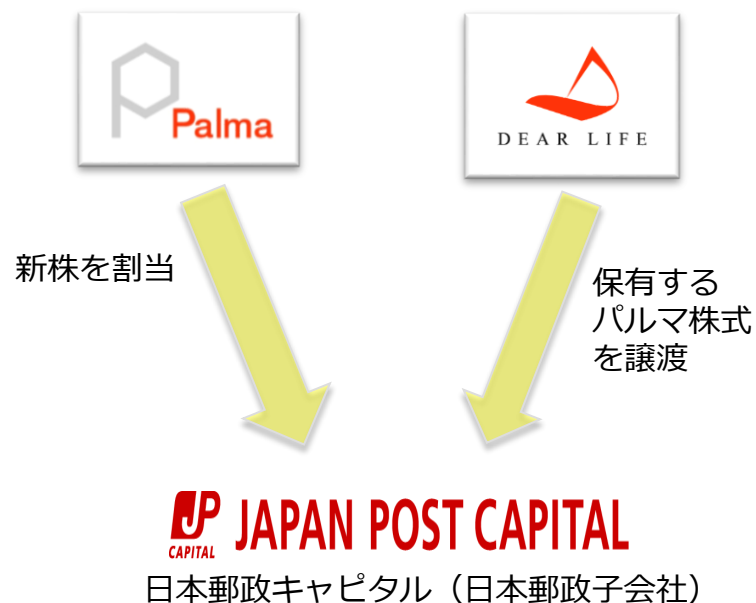 Palma
DEAR LIFE
新株を割当
保有する
パルマ株式
を譲渡
JP CAPITAL JAPAN POST CAPITAL
日本郵政キャピタル（日本郵政子会社）